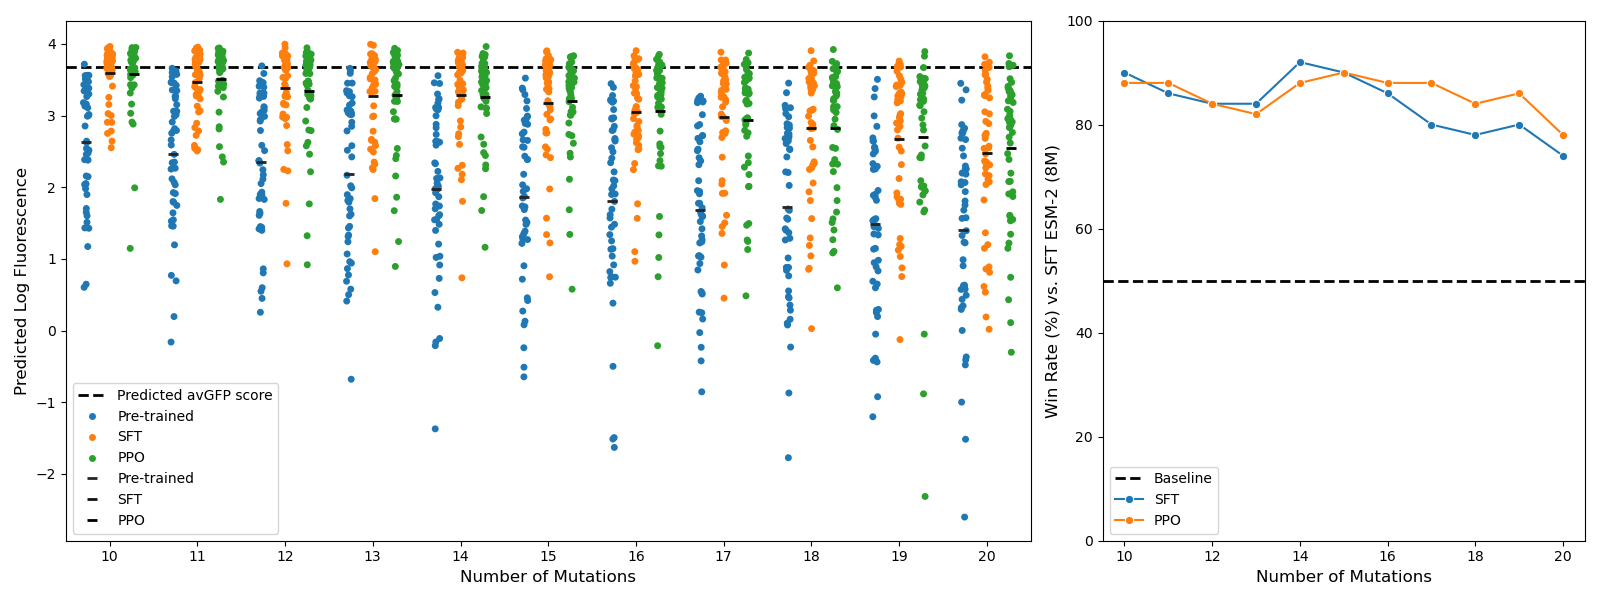 Predicted Log Fluorescence
4
3
2
1
0
−1
−2
Predicted avGFP score
Pre-trained
SFT
PPO
Pre-trained
SFT
PPO
10 11 12 13 14 15 16 17 18 19 20
Number of Mutations
Win Rate (%) vs. SFT ESM-2 (8M)
100
80
60
40
20
0
Baseline
SFT
PPO
10 12 14 16 18 20
Number of Mutations